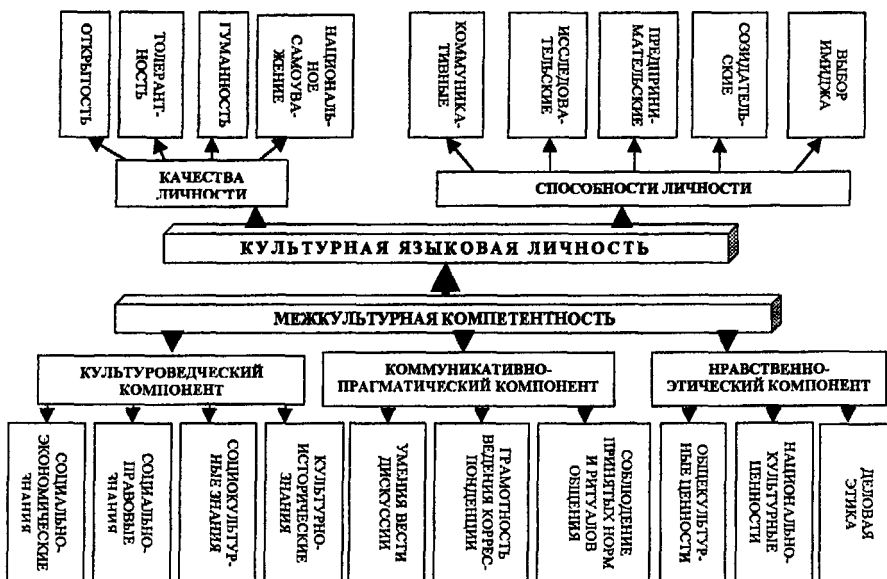 ОТКРЫТОСТЬ
ТОЛЕРАНТ-
НОСТЬ
ГУМАННОСТЬ
НАЦИОНАЛЬ-
НОЕ
САМОУВА-
ЖЕНИЕ
КОММУНИКА-
ТИВНЫЕ
ИССЛЕДОВА-
ТЕЛЬСКИЕ
ПРЕДПРИНИ-
МАТЕЛЬСКИЕ
СОЗИДАТЕЛЬ-
СКИЕ
ВЫБОР
ИМИДЖА
КАЧЕСТВА
ЛИЧНОСТИ
СПОСОБНОСТИ ЛИЧНОСТИ
КУЛЬТУРНАЯ ЯЗЫКОВАЯ ЛИЧНОСТЬ
МЕЖКУЛЬТУРНАЯ КОМПЕТЕНТНОСТЬ
КУЛЬТУРОВЕДЧЕСКИЙ
КОМПОНЕНТ
КОММУНИКАТИВНО-
ПРАГМАТИЧЕСКИЙ КОМПОНЕНТ
НРАВСТВЕННО-
ЭТИЧЕСКИЙ КОМПОНЕНТ
СОЦИАЛЬНО-
ЭКОНОМИЧЕСКИЕ
ЗНАНИЯ
СОЦИАЛЬНО-
ПРАВОВЫЕ
ЗНАНИЯ
СОЦИОКУЛЬТУР-
НЫЕ ЗНАНИЯ
КУЛЬТУРНО-
ИСТОРИЧЕСКИЕ
ЗНАНИЯ
УМЕНИЯ ВЕСТИ
ДИСКУССИИ
ГРАМОТНОСТЬ
ВЕДЕНИЯ КОРРЕС-
ПОНДЕНЦИИ
СОБЛЮДЕНИЕ
ПРИНЯТЫХ НОРМ
И РИТУАЛОВ
ОБЩЕНИЯ
ОБЩЕКУЛЬТУР-
НЫЕ ЦЕННОСТИ
НАЦИОНАЛЬНО-
КУЛЬТУРНЫЕ
ЦЕННОСТИ
ДЕЛОВАЯ
ЭТИКА